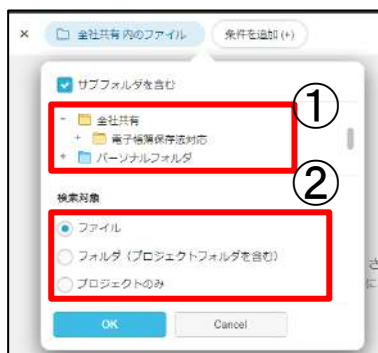 × 全社共有 内のファイル 条件を追加 (+)
サブフォルダを含む
①
- 全社共有
+ 電子帳簿保存法対応
+ パーソナルフォルダ
②
検索対象
ファイル
フォルダ（プロジェクトフォルダを含む）
プロジェクトのみ
さ
に
OK Cancel